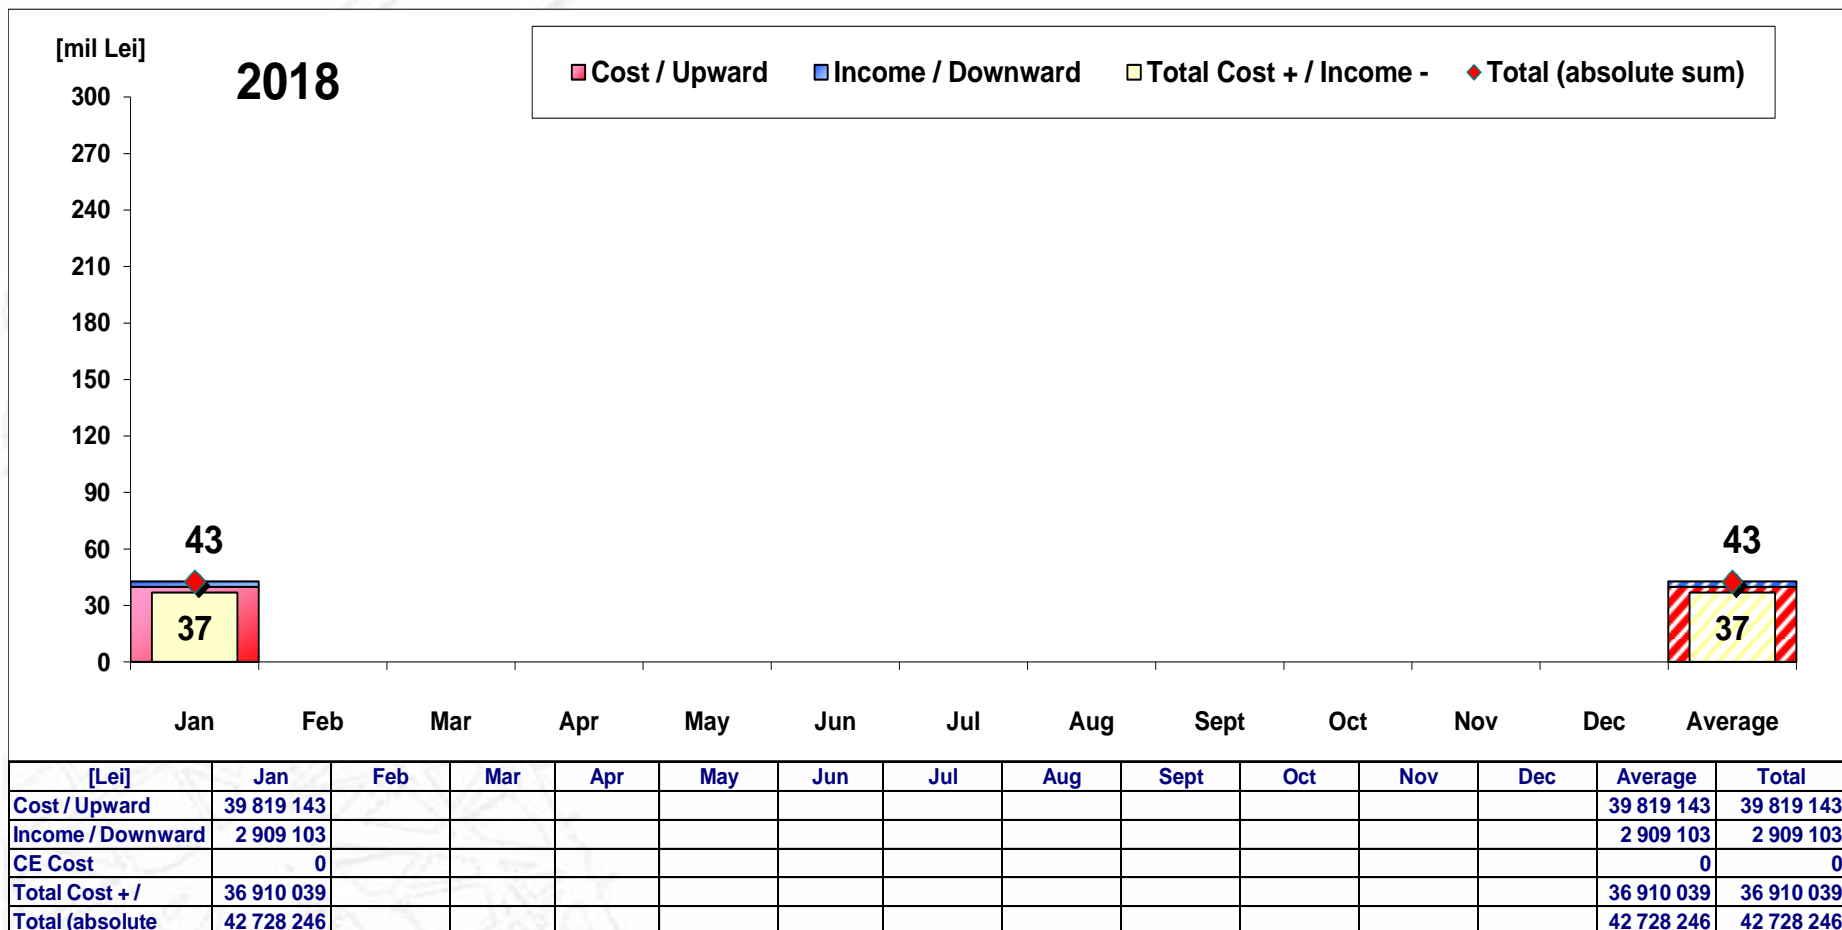 [mil Lei]
2018
Cost / Upward Income / Downward Total Cost + / Income - Total (absolute sum)
300
270
240
210
180
150
120
90
60
30
0
43
37
43
37
Jan Feb Mar Apr May Jun Jul Aug Sept Oct Nov Dec Average
[Lei] Jan Feb Mar Apr May Jun Jul Aug Sept Oct Nov Dec Average Total
Cost / Upward 39 819 143 39 819 143 39 819 143
Income / Downward 2 909 103 2 909 103 2 909 103
CE Cost 0 0 0
Total Cost + / 36 910 039 36 910 039 36 910 039
Total (absolute 42 728 246 42 728 246 42 728 246